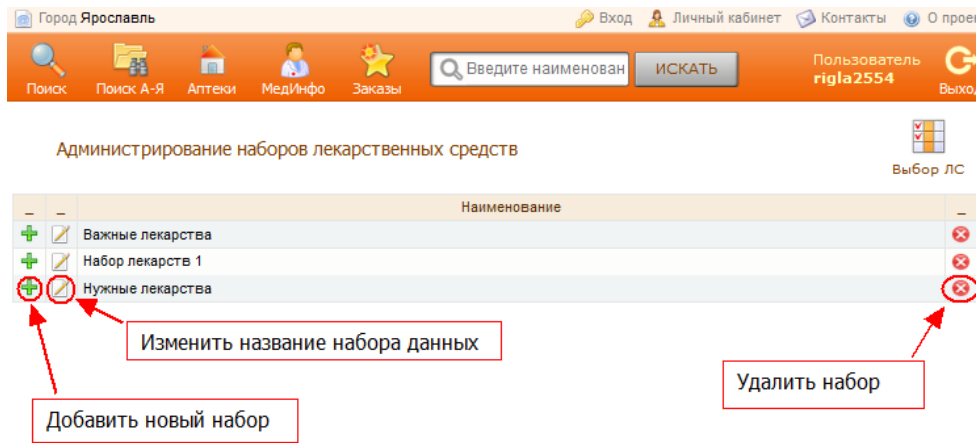 Город Ярославль
Вход Личный кабинет Контакты О проек
Поиск Поиск А-Я Аптеки МедИнфо Заказы
Введите наименован ИСКАТЬ
Пользователь
rigla2554
Выход
Администрирование наборов лекарственных средств
Выбор ЛС
_ _ Наименование _
Важные лекарства
Набор лекарств 1
Нужные лекарства
Изменить название набора данных
Удалить набор
Добавить новый набор